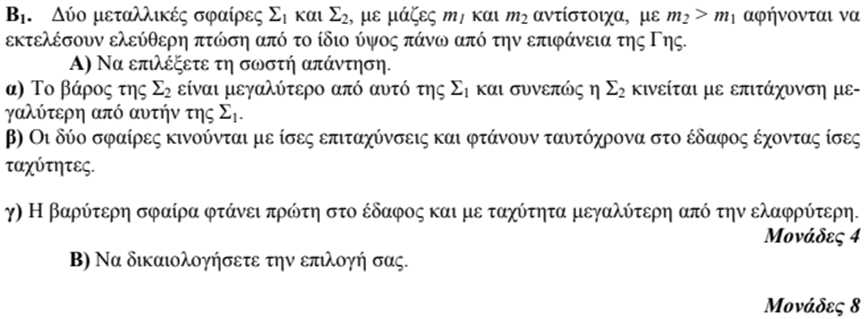 Β₁. Δύο μεταλλικές σφαίρες Σ₁ και Σ₂, με μάζες m₁ και m₂ αντίστοιχα, με m₂ > m₁ αφήνονται να
εκτελέσουν ελεύθερη πτώση από το ίδιο ύψος πάνω από την επιφάνεια της Γης.
Α) Να επιλέξετε τη σωστή απάντηση.
α) Το βάρος της Σ₂ είναι μεγαλύτερο από αυτό της Σ₁ και συνεπώς η Σ₂ κινείται με επιτάχυνση με-
γαλύτερη από αυτήν της Σ₁.
β) Οι δύο σφαίρες κινούνται με ίσες επιταχύνσεις και φτάνουν ταυτόχρονα στο έδαφος έχοντας ίσες
ταχύτητες.
γ) Η βαρύτερη σφαίρα φτάνει πρώτη στο έδαφος και με ταχύτητα μεγαλύτερη από την ελαφρύτερη.
Μονάδες 4
Β) Να δικαιολογήσετε την επιλογή σας.
Μονάδες 8